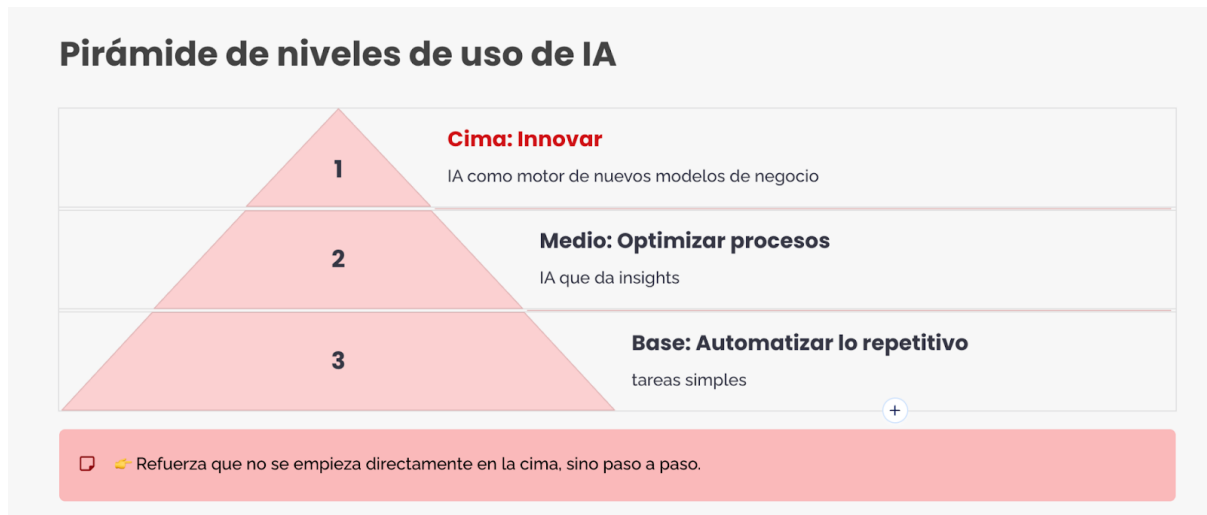 Pirámide de niveles de uso de IA
1
Cima: Innovar
IA como motor de nuevos modelos de negocio
2
Medio: Optimizar procesos
IA que da insights
3
Base: Automatizar lo repetitivo
tareas simples
+
👉 Refuerza que no se empieza directamente en la cima, sino paso a paso.